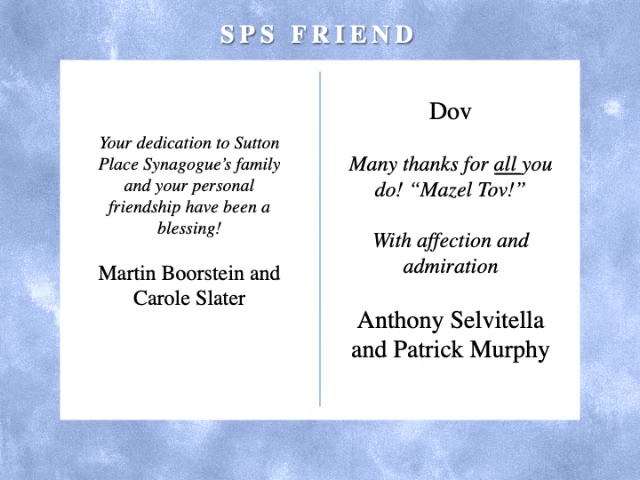 SPS FRIEND
Your dedication to Sutton
Place Synagogue’s family
and your personal
friendship have been a
blessing!
Martin Boorstein and
Carole Slater
Dov
Many thanks for all you
do! “Mazel Tov!”
With affection and
admiration
Anthony Selvitella
and Patrick Murphy